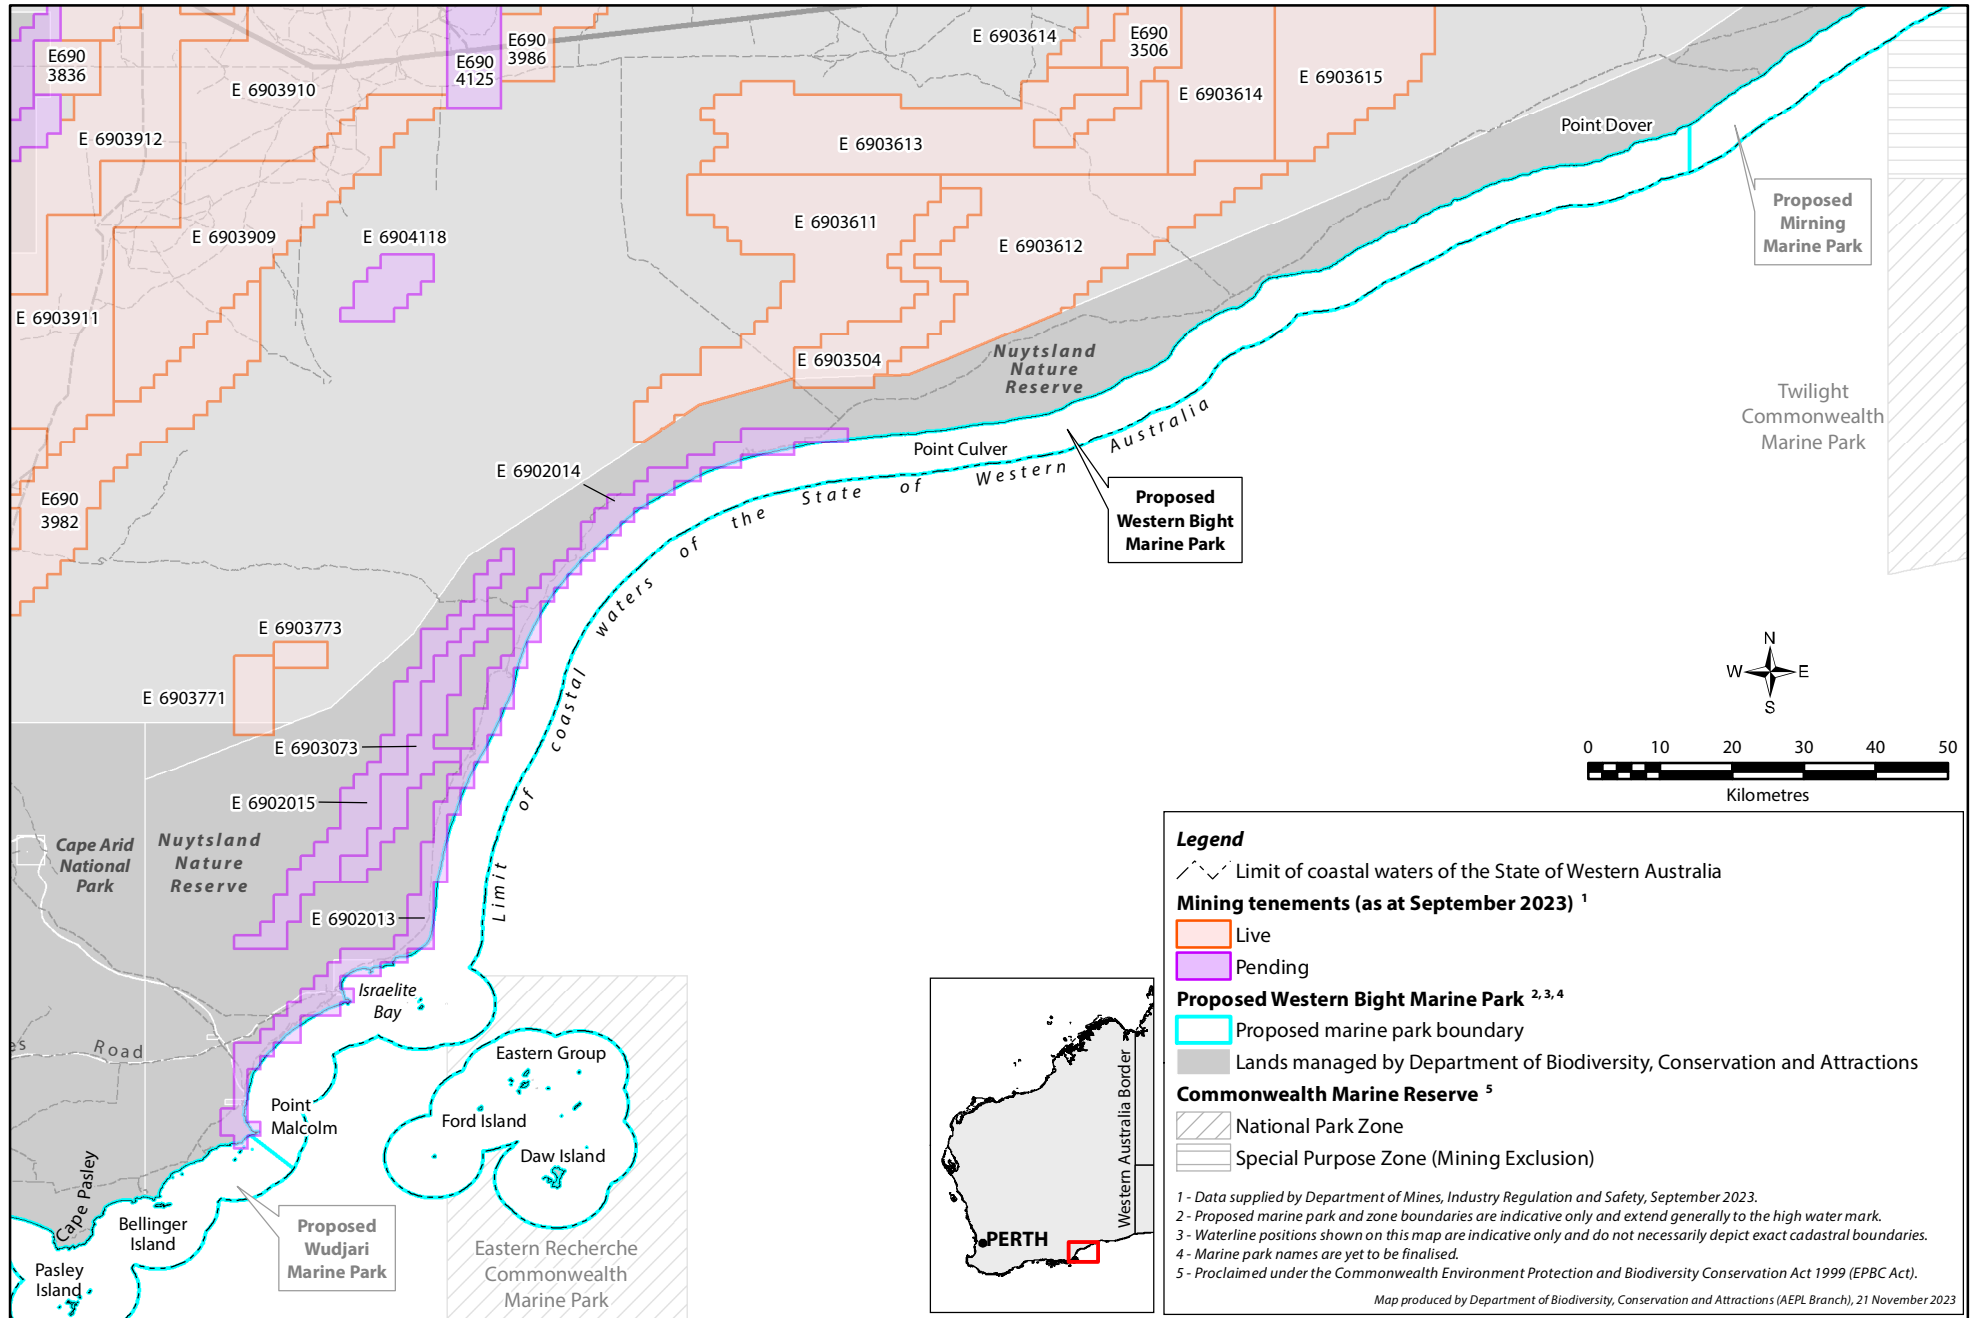 E690
3836
E 6903910
E690
4125
E690
3986
E 6903614
E690
3506
E 6903615
E 6903614
E 6903912
E 6903613
Point Dover
Proposed
Mirning
Marine Park
E 6903909
E 6904118
E 6903611
E 6903612
E 6903911
E 6903504
Nuytsland
Nature
Reserve
Twilight
Commonwealth
Marine Park
Point Culver
E 6902014
E690
3982
Limit of coastal waters of the State of Western Australia
Proposed
Western Bight
Marine Park
E 6903773
E 6903771
E 6903073
E 6902015
Cape Arid
National
Park
Nuytsland
Nature
Reserve
E 6902013
Israelite
Bay
es Road
Eastern Group
Point
Malcolm
Ford Island
Daw Island
Cape Pasley
Bellinger
Island
Proposed
Wudjari
Marine Park
Pasley
Island
Eastern Recherche
Commonwealth
Marine Park
N
W E
S
0 10 20 30 40 50
Kilometres
Western Australia Border
PERTH
Legend
Limit of coastal waters of the State of Western Australia
Mining tenements (as at September 2023) 1
Live
Pending
Proposed Western Bight Marine Park 2, 3, 4
Proposed marine park boundary
Lands managed by Department of Biodiversity, Conservation and Attractions
Commonwealth Marine Reserve 5
National Park Zone
Special Purpose Zone (Mining Exclusion)
1 - Data supplied by Department of Mines, Industry Regulation and Safety, September 2023.
2 - Proposed marine park and zone boundaries are indicative only and extend generally to the high water mark.
3 - Waterline positions shown on this map are indicative only and do not necessarily depict exact cadastral boundaries.
4 - Marine park names are yet to be finalised.
5 - Proclaimed under the Commonwealth Environment Protection and Biodiversity Conservation Act 1999 (EPBC Act).
Map produced by Department of Biodiversity, Conservation and Attractions (AEPL Branch), 21 November 2023